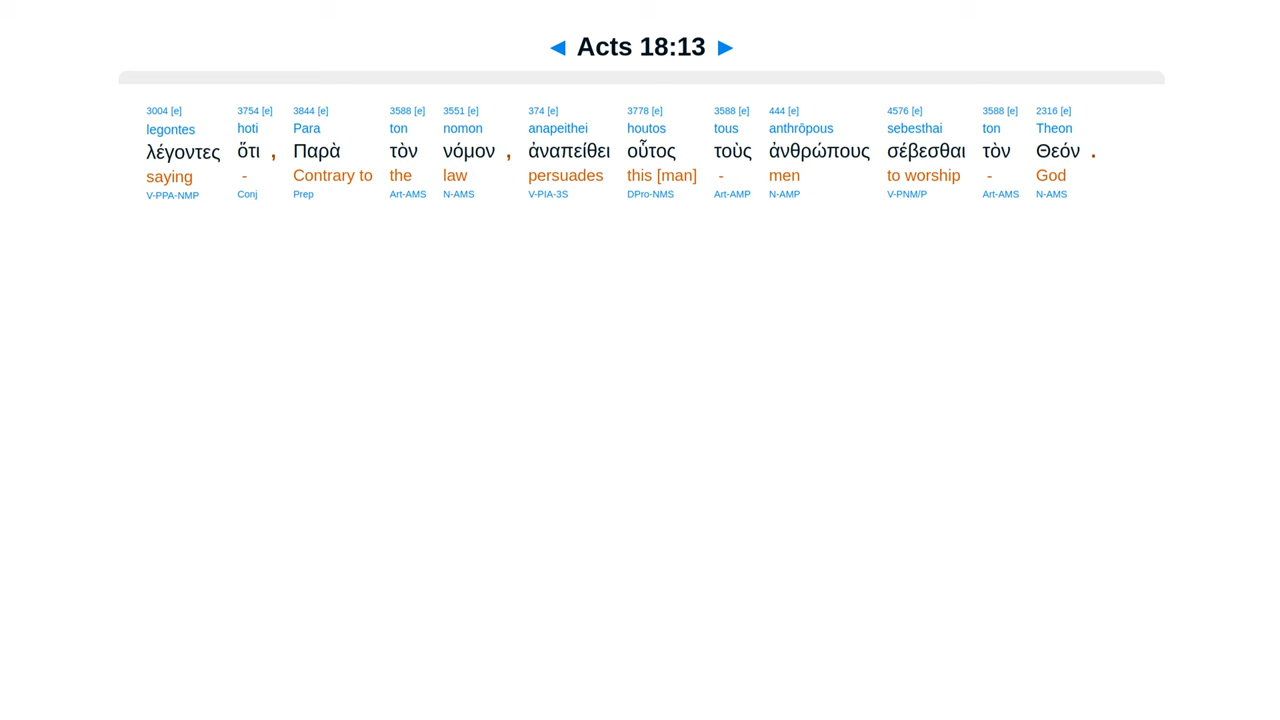 ◄ Acts 18:13 ►
3004 [e] 3754 [e] 3844 [e] 3588 [e] 3551 [e] 374 [e] 3778 [e] 3588 [e] 444 [e] 4576 [e] 3588 [e] 2316 [e]
legontes hoti Para ton nomon anapeithei houtos tous anthrōpous sebesthai ton Theon
λέγοντες ὅτι , Παρὰ τὸν νόμον , ἀναπείθει οὗτος τοὺς ἀνθρώπους σέβεσθαι τὸν Θεόν .
saying - Contrary to the law persuades this [man] - men to worship - God
V-PPA-NMP Conj Prep Art-AMS N-AMS V-PIA-3S DPro-NMS Art-AMP N-AMP V-PNM/P Art-AMS N-AMS